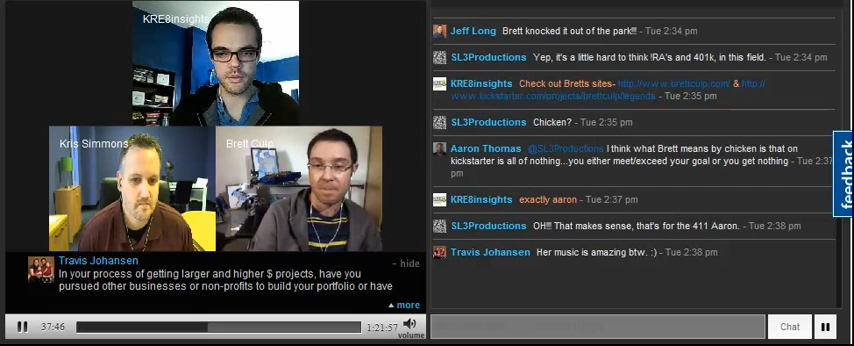 KRE8insights
Kris Simmons
Brett Culp
Travis Johansen
– hide
In your process of getting larger and higher $ projects, have you
pursued other businesses or non-profits to build your portfolio or have
more
37:46
1:21:57
volume
Jeff Long Brett knocked it out of the park!!! - Tue 2:34 pm
SL3Productions Yep, it's a little hard to think !RA's and 401k, in this field. - Tue 2:34 pm
KRE8insights Check out Bretts sites- http://www.brettculp.com/ & http://
www.kickstarter.com/projects/brettculp/legends - Tue 2:35 pm
SL3Productions Chicken? - Tue 2:35 pm
Aaron Thomas @SL3Productions I think what Brett means by chicken is that on
kickstarter is all of nothing...you either meet/exceed your goal or you get nothing - Tue 2:37
pm
KRE8insights exactly aaron - Tue 2:37 pm
SL3Productions OH!!! That makes sense, that's for the 411 Aaron. - Tue 2:38 pm
Travis Johansen Her music is amazing btw. :) - Tue 2:38 pm
Chat
feedback